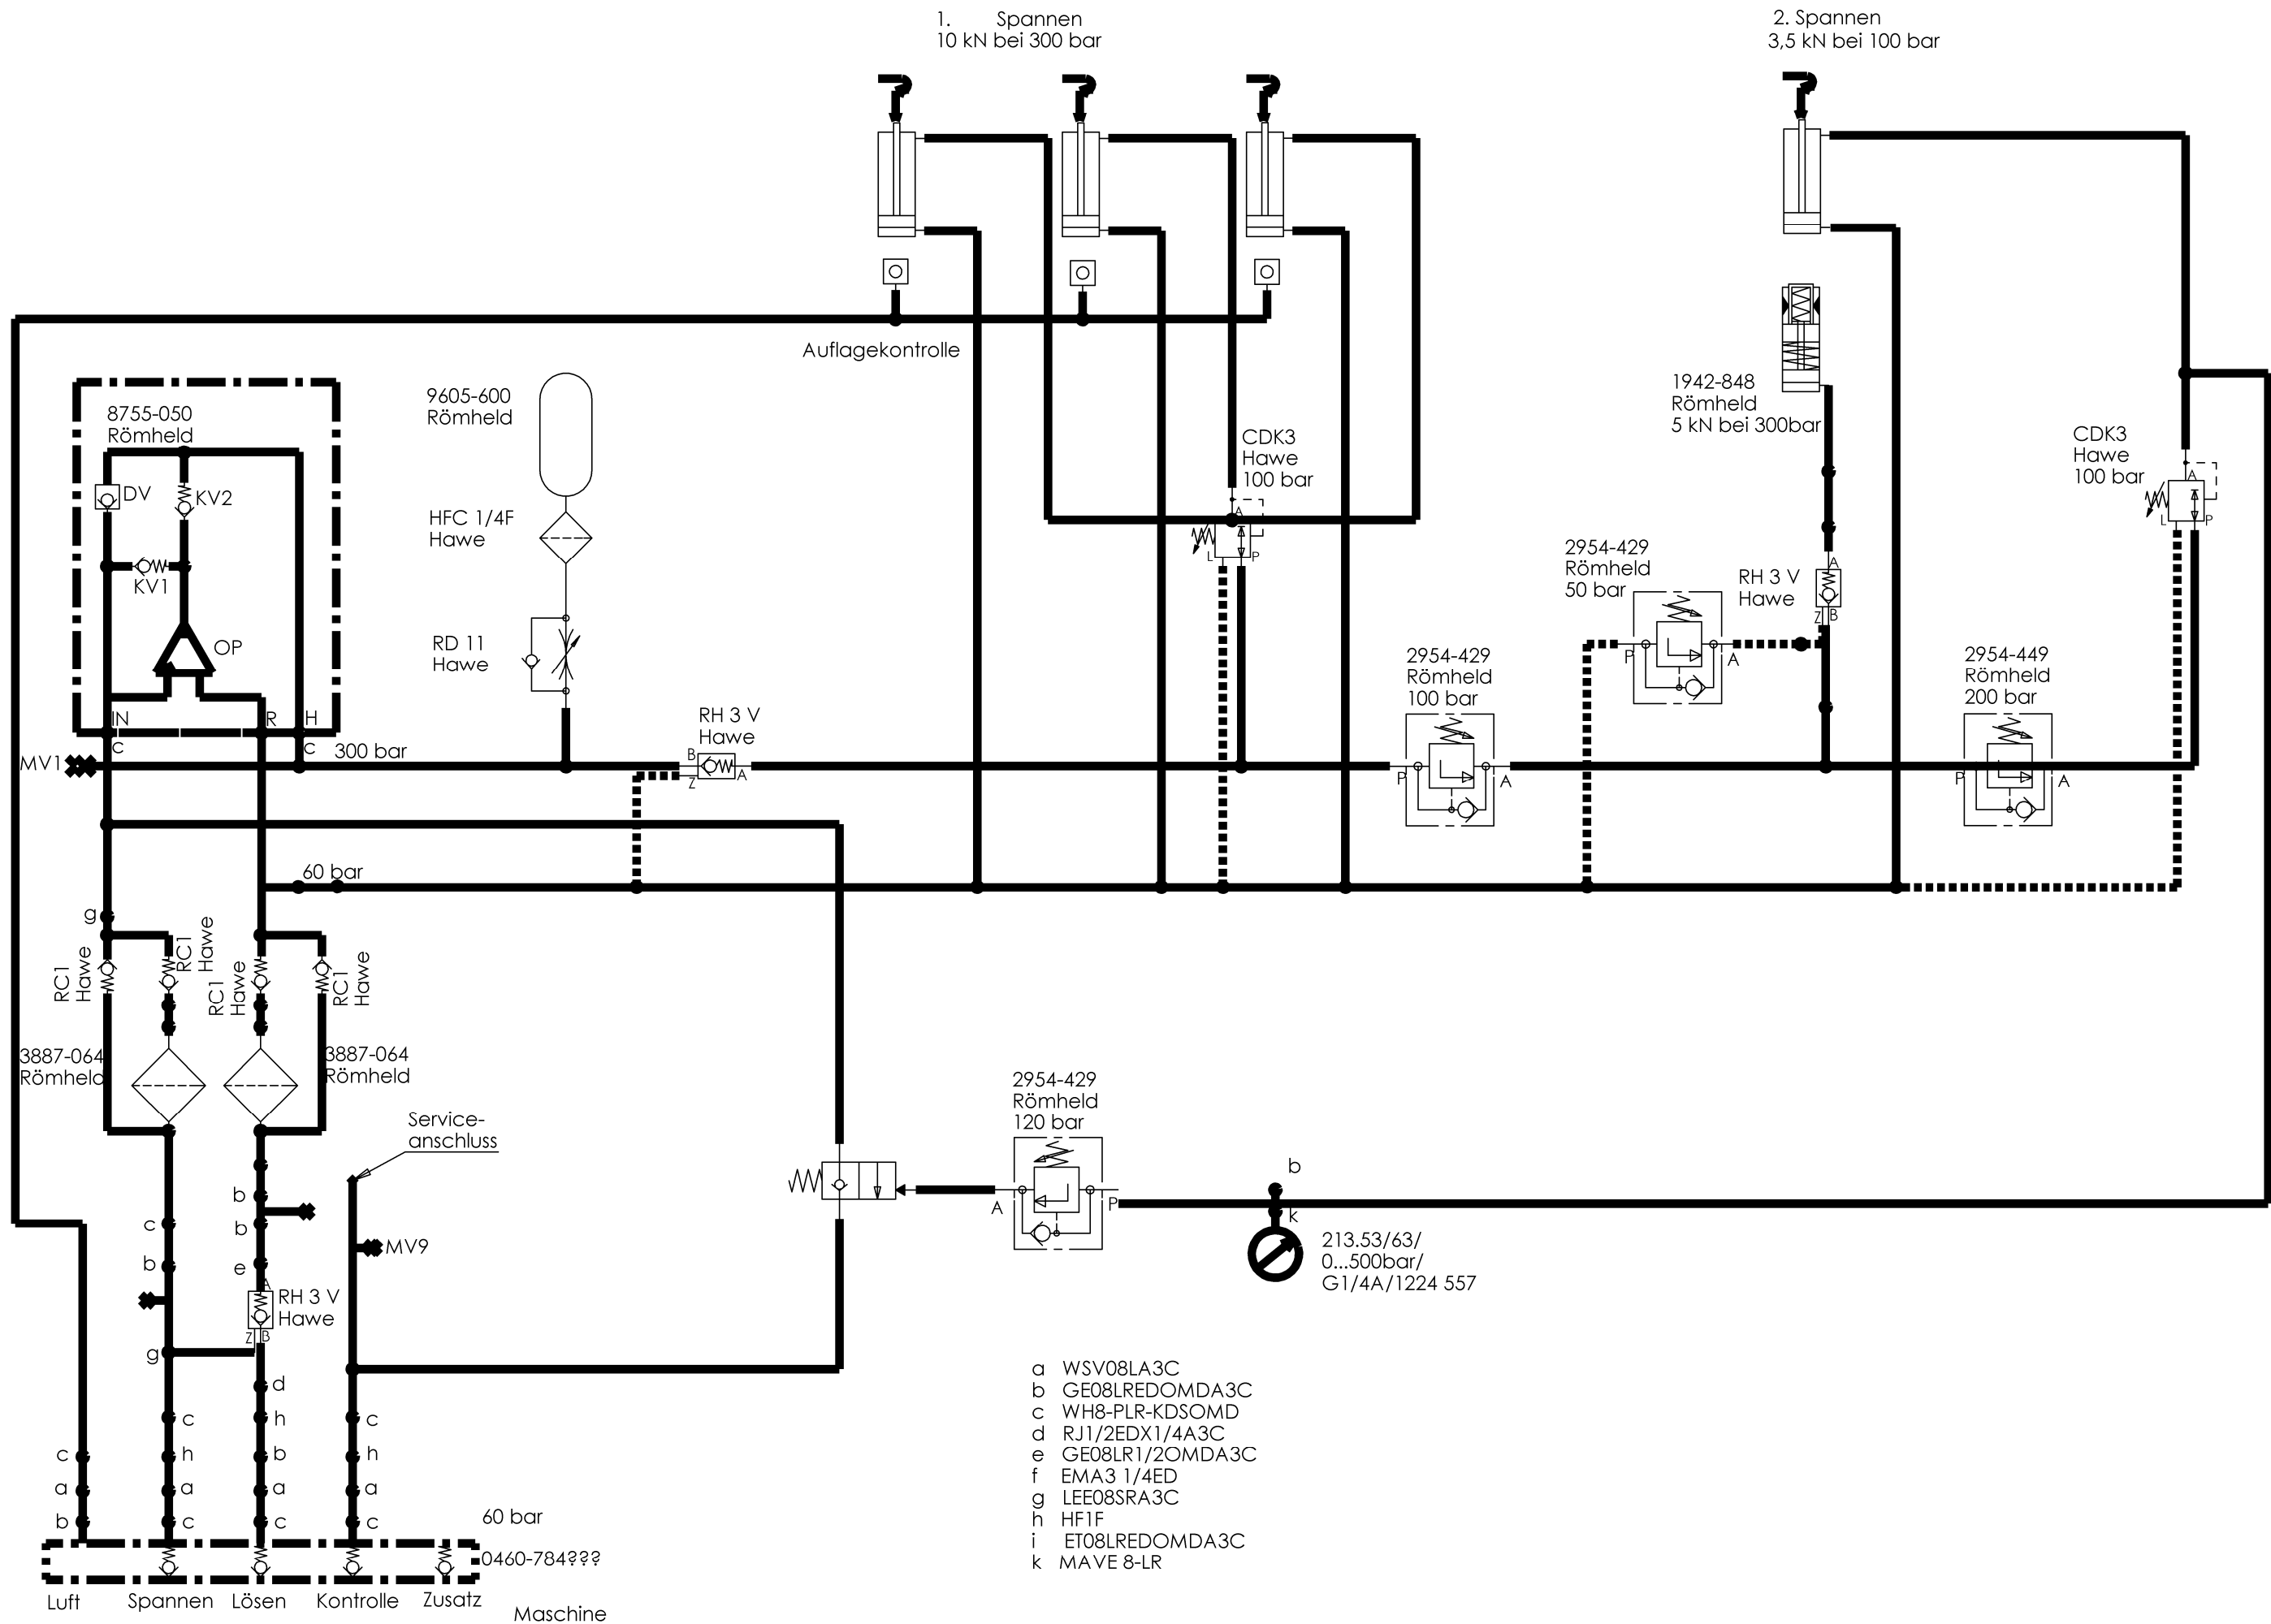 1. Spannen
10 kN bei 300 bar
2. Spannen
3,5 kN bei 100 bar
Auflagekontrolle
8755-050
Römheld
DV
KV2
KV1
OP
IN
R
H
c
c
300 bar
MV1
9605-600
Römheld
HFC 1/4F
Hawe
RD 11
Hawe
RH 3 V
Hawe
B
A
Z
CDK3
Hawe
100 bar
A
L
P
1942-848
Römheld
5 kN bei 300bar
CDK3
Hawe
100 bar
A
L
P
2954-429
Römheld
50 bar
P
A
RH 3 V
Hawe
A
Z
B
2954-429
Römheld
100 bar
P
A
2954-449
Römheld
200 bar
P
A
60 bar
g
RC1
Hawe
RC1
Hawe
RC1
Hawe
RC1
Hawe
3887-064
Römheld
3887-064
Römheld
Service-
anschluss
2954-429
Römheld
120 bar
A
P
b
k
213.53/63/
0...500bar/
G1/4A/1224 557
MV9
c
b
g
b
b
e
A
RH 3 V
Hawe
Z
B
d
c
h
c
c
h
b
h
a
a
a
a
b
c
c
c
60 bar
0460-784???
Luft
Spannen
Lösen
Kontrolle
Zusatz
Maschine
a WSV08LA3C
b GE08LREDOMDA3C
c WH8-PLR-KDSOMD
d RJ1/2EDX1/4A3C
e GE08LR1/2OMDA3C
f EMA3 1/4ED
g LEE08SRA3C
h HF1F
i ET08LREDOMDA3C
k MAVE 8-LR